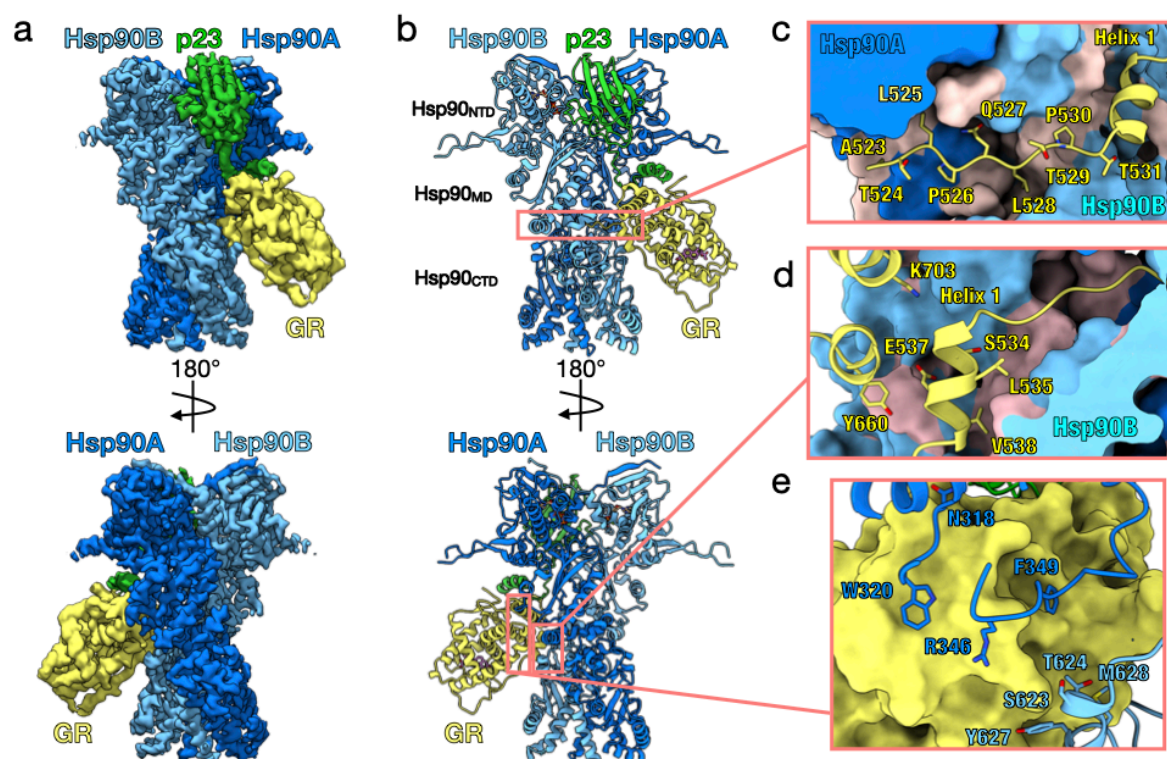 a
Hsp90B p23 Hsp90A
GR
180°
Hsp90A Hsp90B
GR
b
Hsp90B p23 Hsp90A
Hsp90NTD
Hsp90MD
Hsp90CTD
GR
180°
Hsp90A Hsp90B
GR
c
Hsp90A
Helix 1
L525
Q527
P530
A523
T524
P526
L528
T529
T531
Hsp90B
d
K703
Helix 1
E537
S534
L535
Y660
V538
Hsp90B
e
N318
F349
W320
R346
T624
M628
S623
Y627